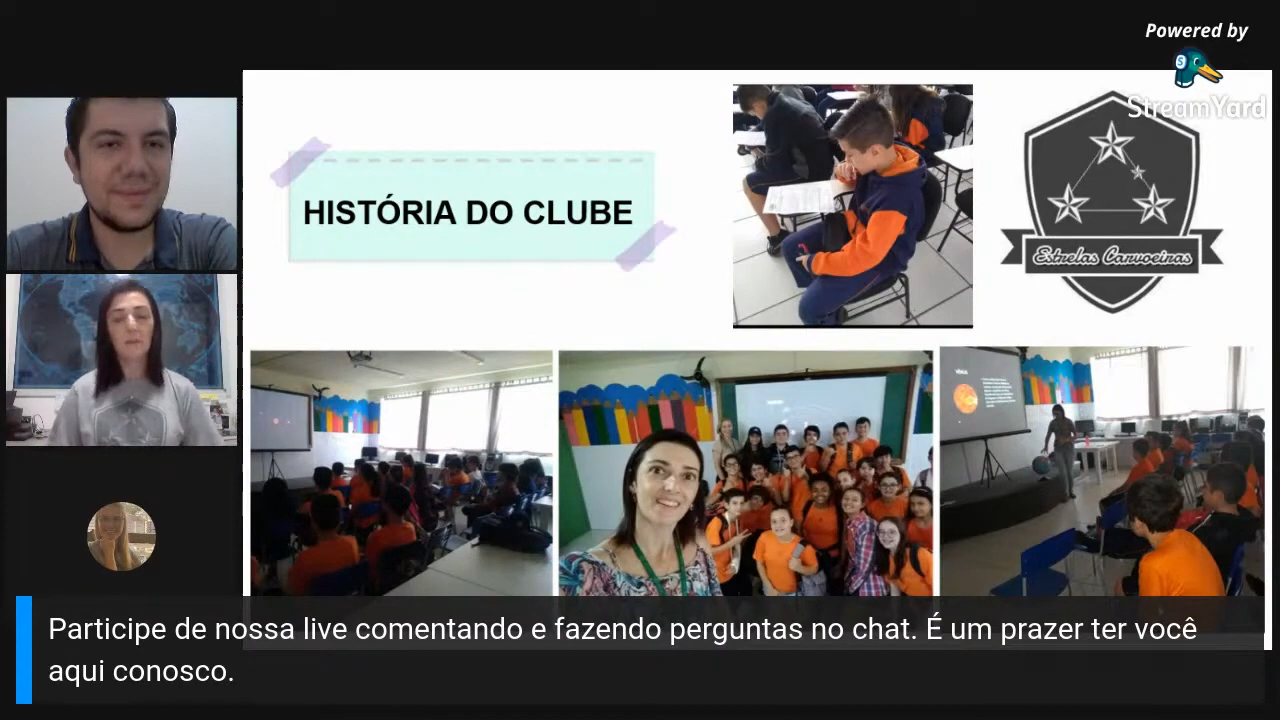 Powered by
StreamYard
HISTÓRIA DO CLUBE
Estrelas Carvoeiras
VÊNUS
Participe de nossa live comentando e fazendo perguntas no chat. É um prazer ter você
aqui conosco.